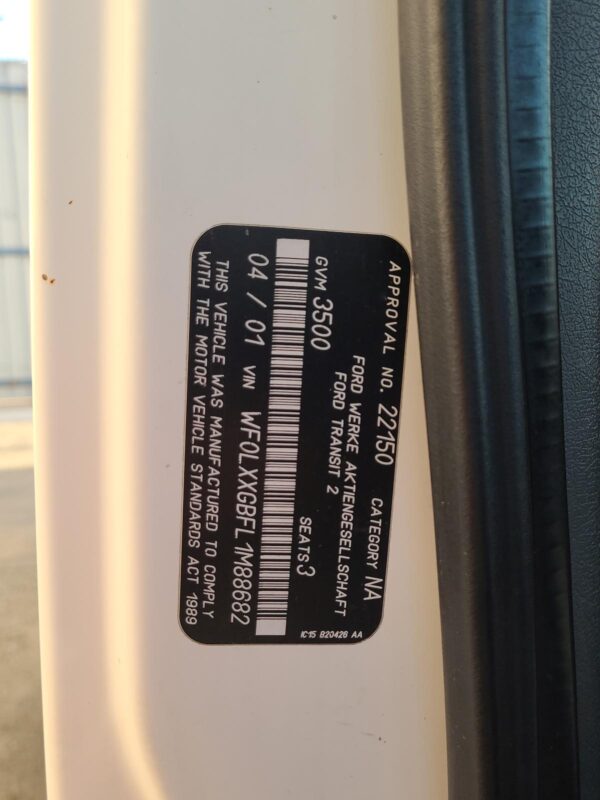 APPROVAL NO. 22150 CATEGORY NA
FORD WERKE AKTIENGESELLSCHAFT
FORD TRANSIT 2
GVM 3500 SEATS 3
04 / 01 VIN WF0LXXGBFL1M88682
THIS VEHICLE WAS MANUFACTURED TO COMPLY
WITH THE MOTOR VEHICLE STANDARDS ACT 1989
IC15 B20426 AA